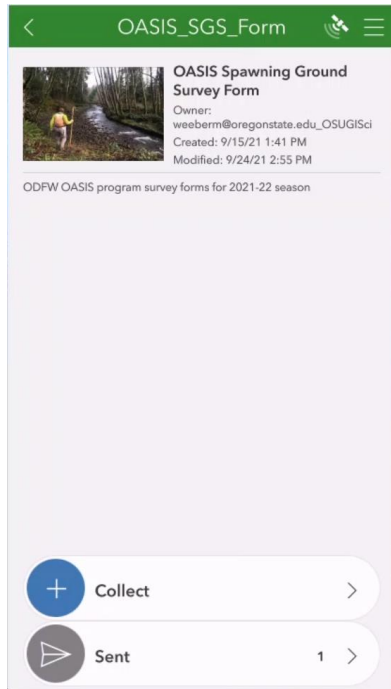 OASIS_SGS_Form
OASIS Spawning Ground
Survey Form
Owner:
weeberm@oregonstate.edu_OSUGISci
Created: 9/15/21 1:41 PM
Modified: 9/24/21 2:55 PM
ODFW OASIS program survey forms for 2021-22 season
Collect
Sent 1